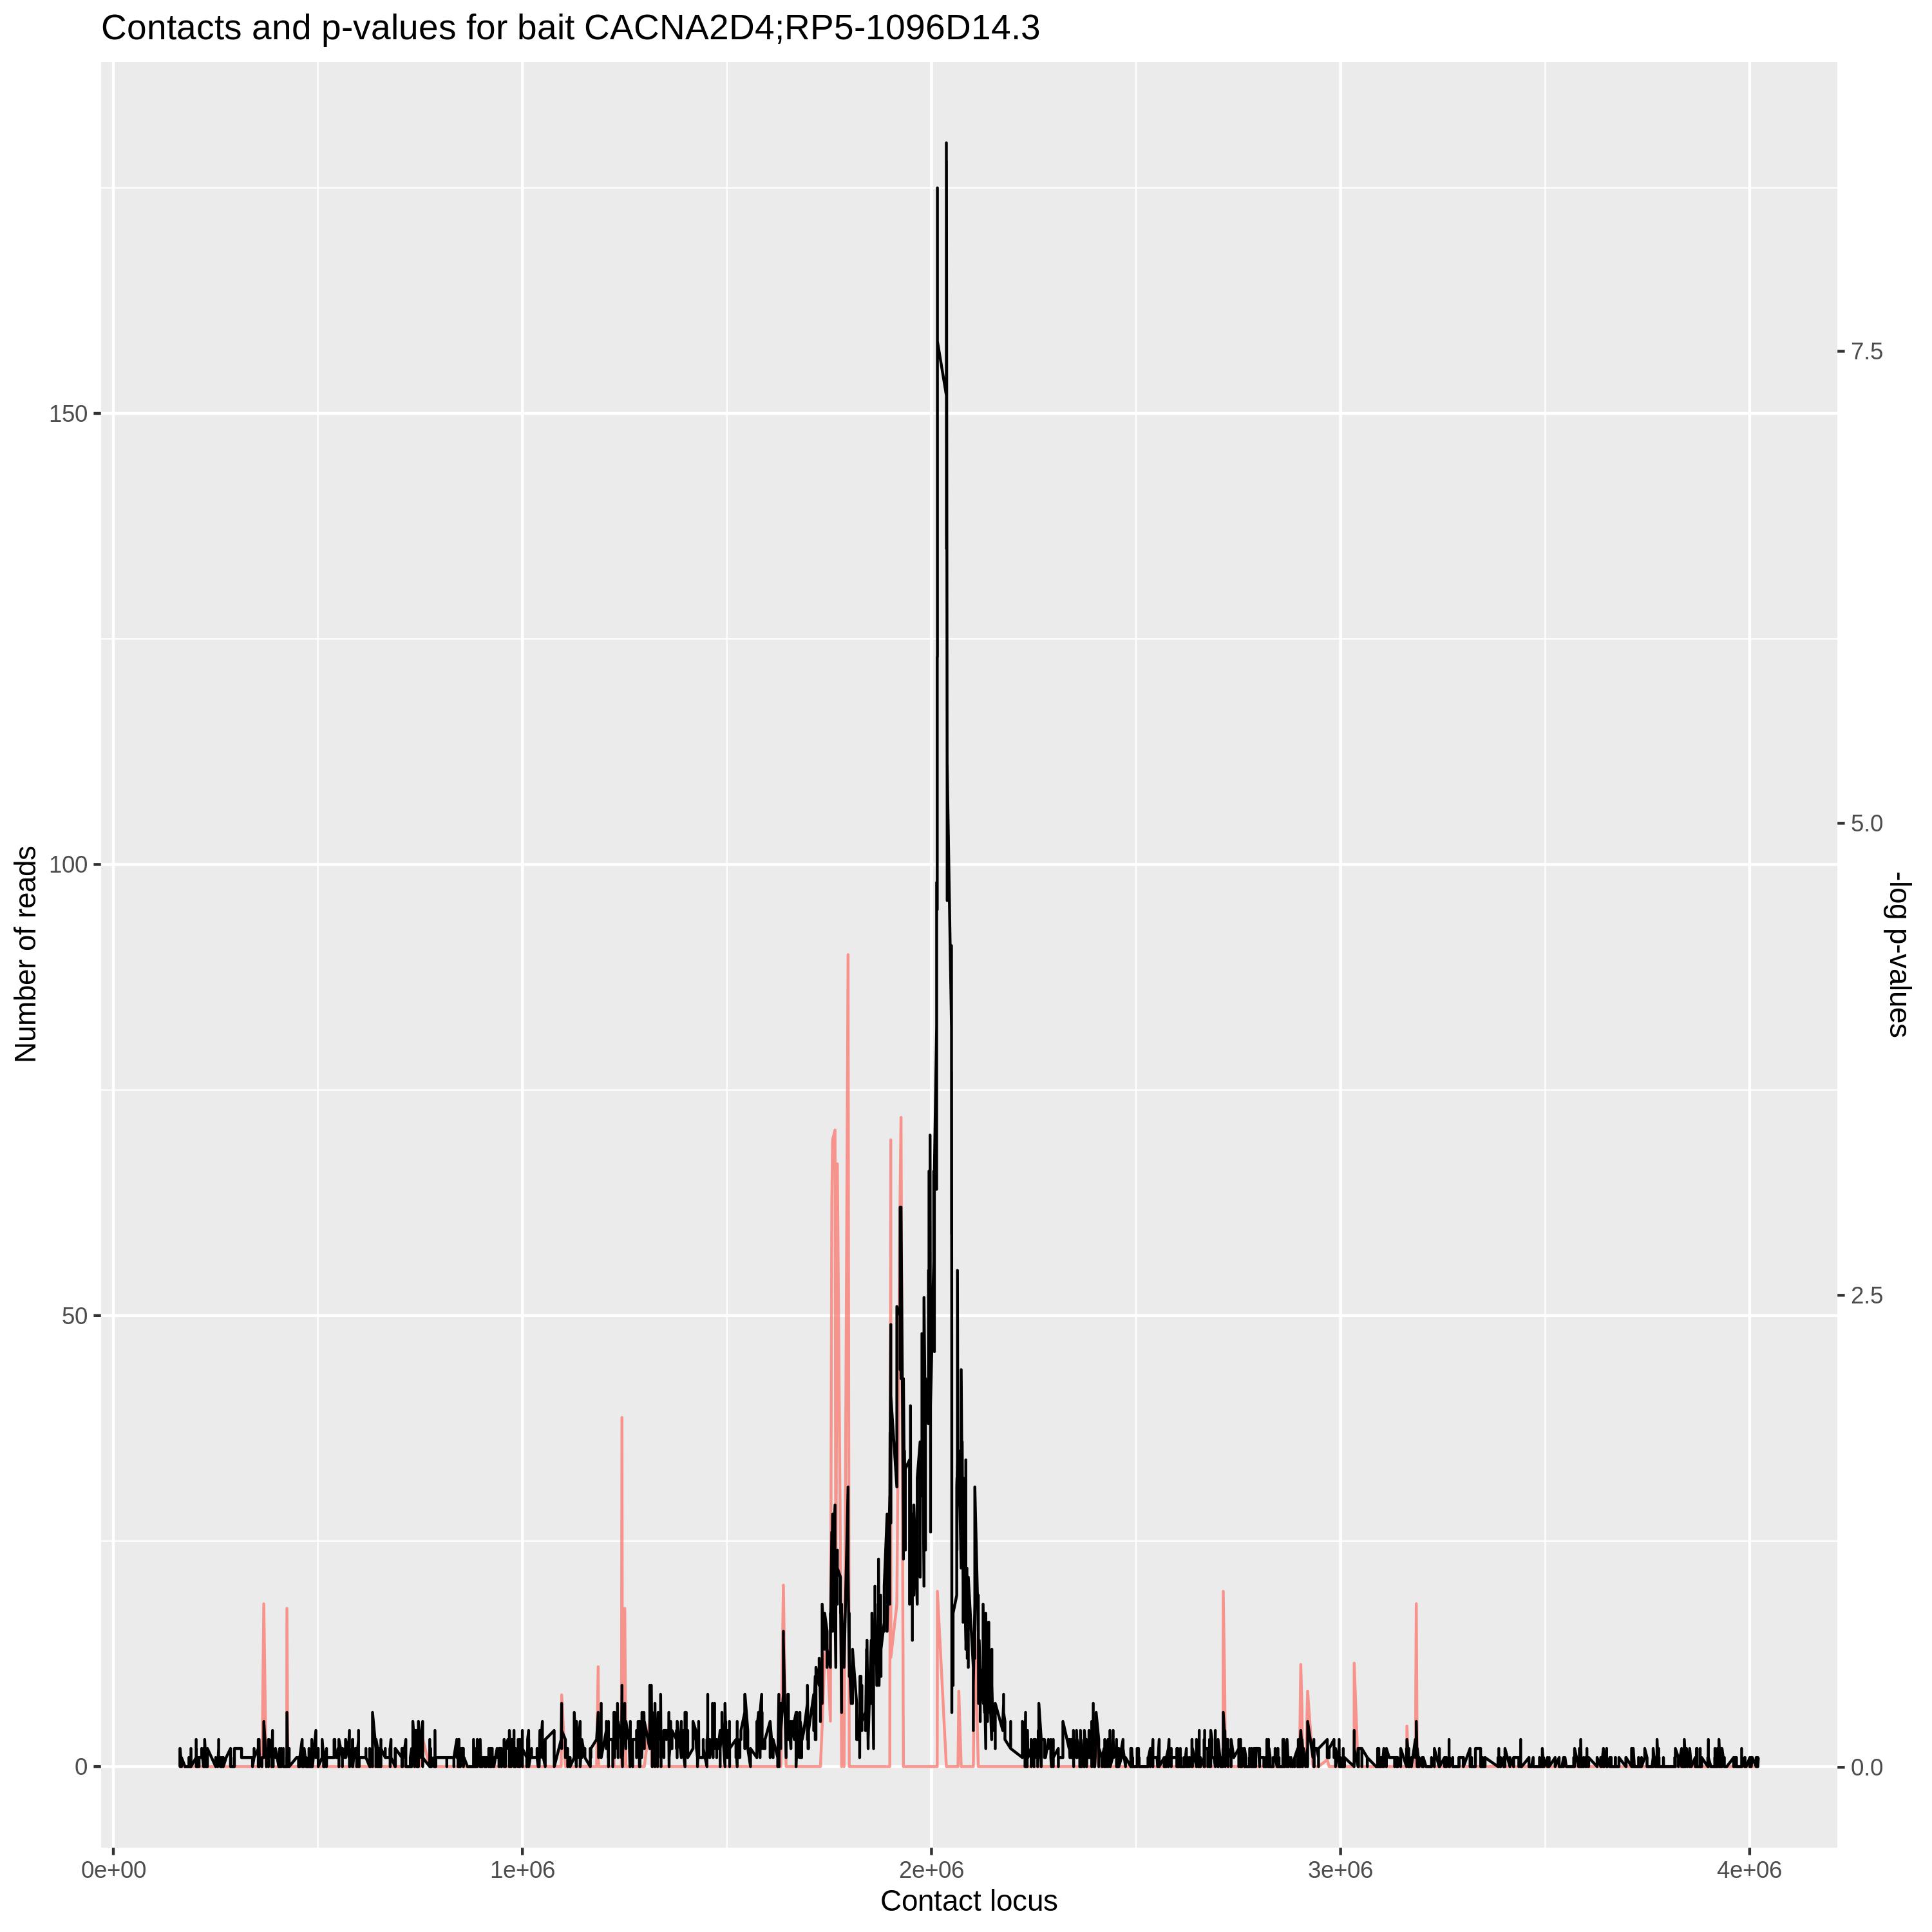 Contacts and p-values for bait CACNA2D4;RP5-1096D14.3
Number of reads
150
100
50
0
7.5
5.0
2.5
0.0
-log p-values
0e+00 1e+06 2e+06 3e+06 4e+06
Contact locus